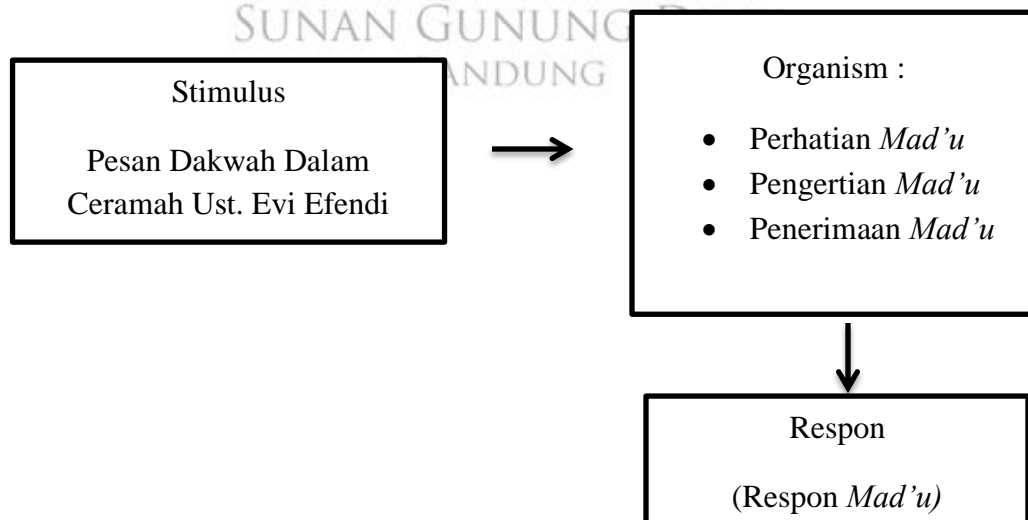 SUNAN GUNUNG D
ANDUNG
Stimulus
Pesan Dakwah Dalam
Ceramah Ust. Evi Efendi
Organism :
• Perhatian Mad’u
• Pengertian Mad’u
• Penerimaan Mad’u
Respon
(Respon Mad’u)